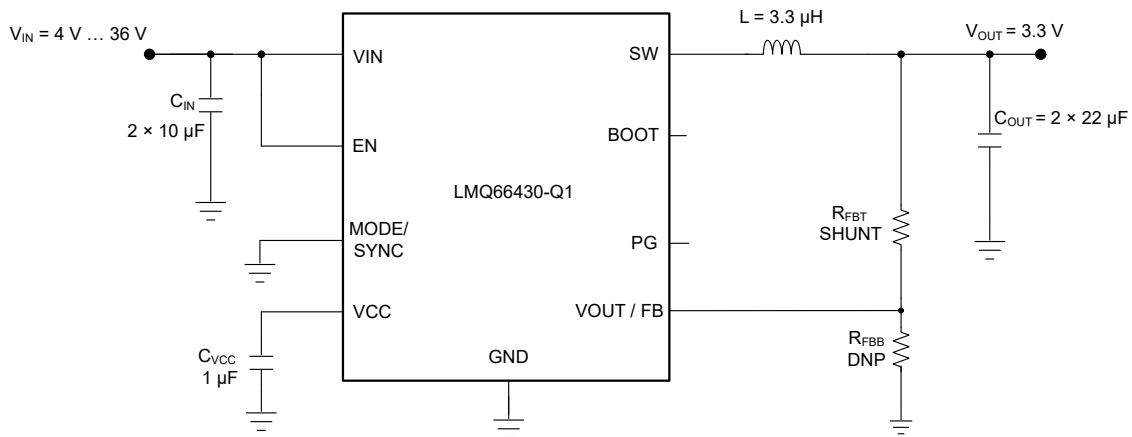 V_IN = 4 V … 36 V
C_IN
2 × 10 µF
VIN
EN
MODE/
SYNC
VCC
C_VCC
1 µF
LMQ66430-Q1
GND
SW
BOOT
PG
VOUT / FB
L = 3.3 µH
V_OUT = 3.3 V
C_OUT = 2 × 22 µF
R_FBT
SHUNT
R_FBB
DNP